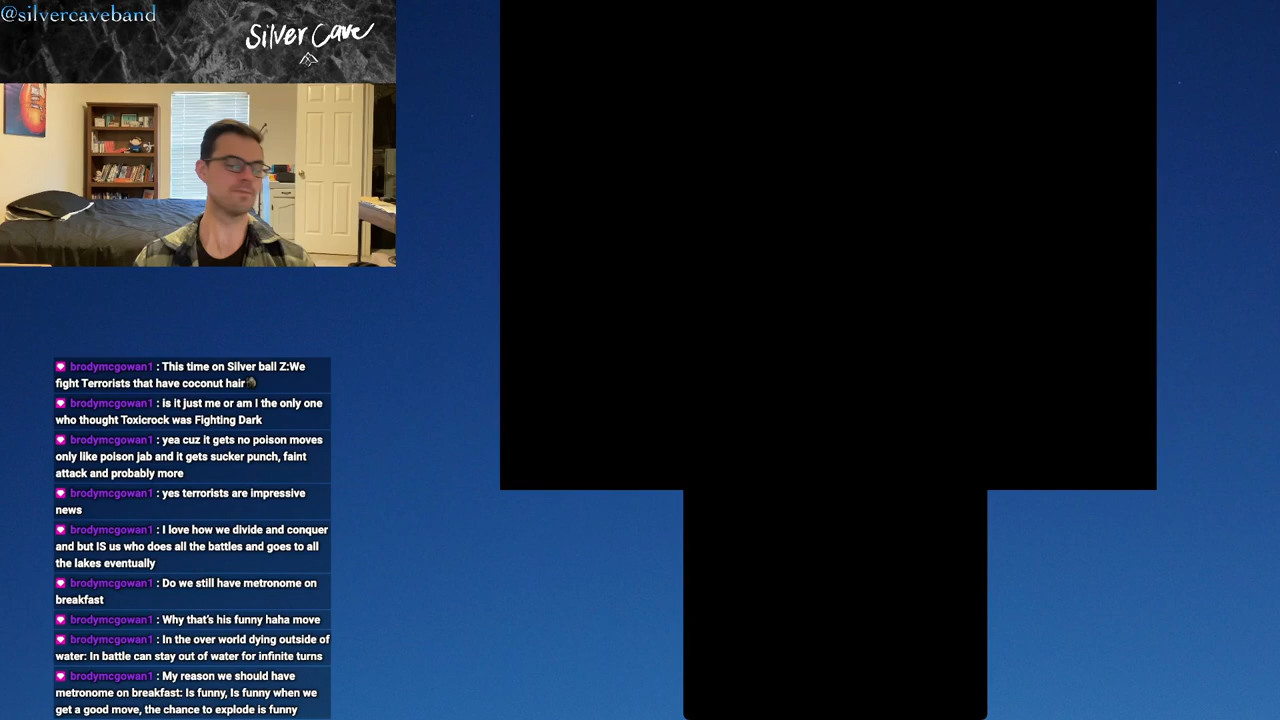 @silvercaveband
Silver Cave
brodymcgowan1 : This time on Silver ball Z:We
fight Terrorists that have coconut hair
brodymcgowan1 : is it just me or am I the only one
who thought Toxicrock was Fighting Dark
brodymcgowan1 : yea cuz it gets no poison moves
only like poison jab and it gets sucker punch, faint
attack and probably more
brodymcgowan1 : yes terrorists are impressive
news
brodymcgowan1 : I love how we divide and conquer
and but IS us who does all the battles and goes to all
the lakes eventually
brodymcgowan1 : Do we still have metronome on
breakfast
brodymcgowan1 : Why that's his funny haha move
brodymcgowan1 : In the over world dying outside of
water: In battle can stay out of water for infinite turns
brodymcgowan1 : My reason we should have
metronome on breakfast: Is funny, Is funny when we
get a good move, the chance to explode is funny